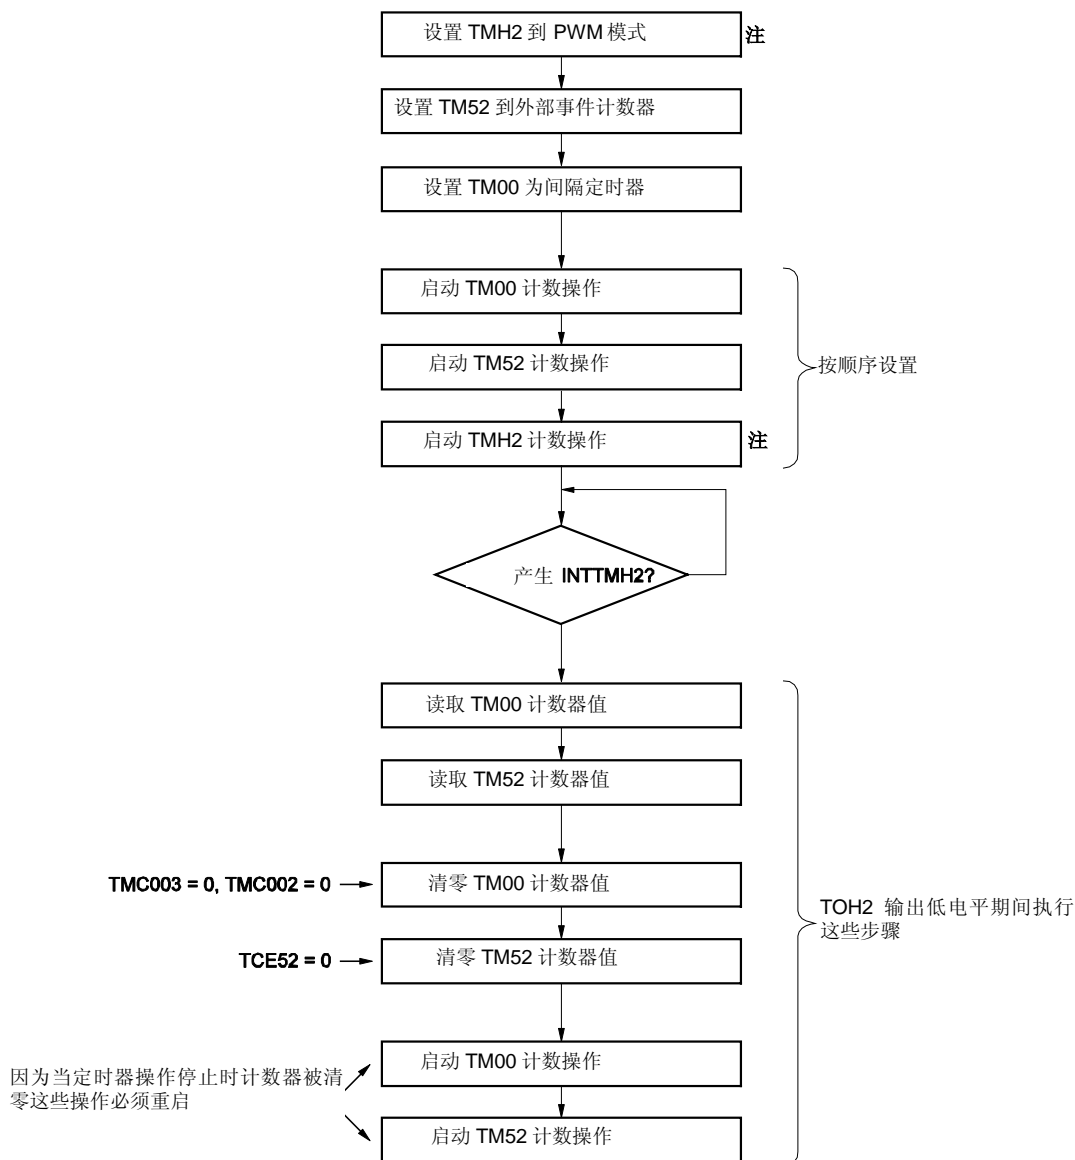 设置 TMH2 到 PWM 模式 注
设置 TM52 到外部事件计数器
设置 TM00 为间隔定时器
启动 TM00 计数操作
启动 TM52 计数操作
按顺序设置
启动 TMH2 计数操作 注
产生 INTTMH2?
读取 TM00 计数器值
读取 TM52 计数器值
TMC003 = 0, TMC002 = 0
清零 TM00 计数器值
TOH2 输出低电平期间执行
这些步骤
TCE52 = 0
清零 TM52 计数器值
启动 TM00 计数操作
因为当定时器操作停止时计数器被清
零这些操作必须重启
启动 TM52 计数操作